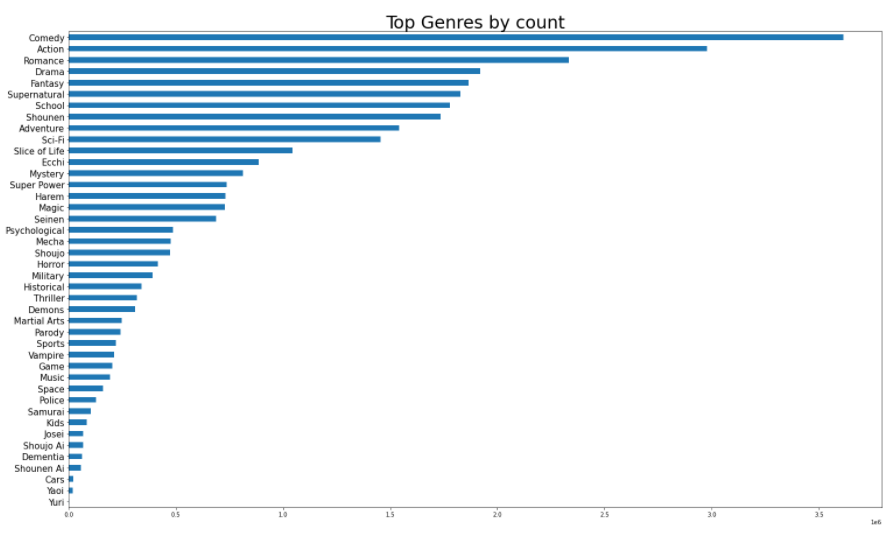 Top Genres by count
Comedy
Action
Romance
Drama
Fantasy
Supernatural
School
Shounen
Adventure
Sci-Fi
Slice of Life
Ecchi
Mystery
Super Power
Harem
Magic
Seinen
Psychological
Mecha
Shoujo
Horror
Military
Historical
Thriller
Demons
Martial Arts
Parody
Sports
Vampire
Game
Music
Space
Police
Samurai
Kids
Josei
Shoujo Ai
Dementia
Shounen Ai
Cars
Yaoi
Yuri
0.0 0.5 1.0 1.5 2.0 2.5 3.0 3.5
1e6